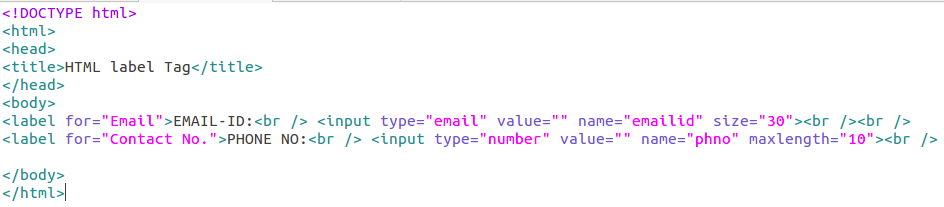 <!DOCTYPE html>
<html>
<head>
<title>HTML label Tag</title>
</head>
<body>
<label for="Email">EMAIL-ID:<br /> <input type="email" value="" name="emailid" size="30"><br /><br />
<label for="Contact No.">PHONE NO:<br /> <input type="number" value="" name="phno" maxlength="10"><br />
</body>
</html>